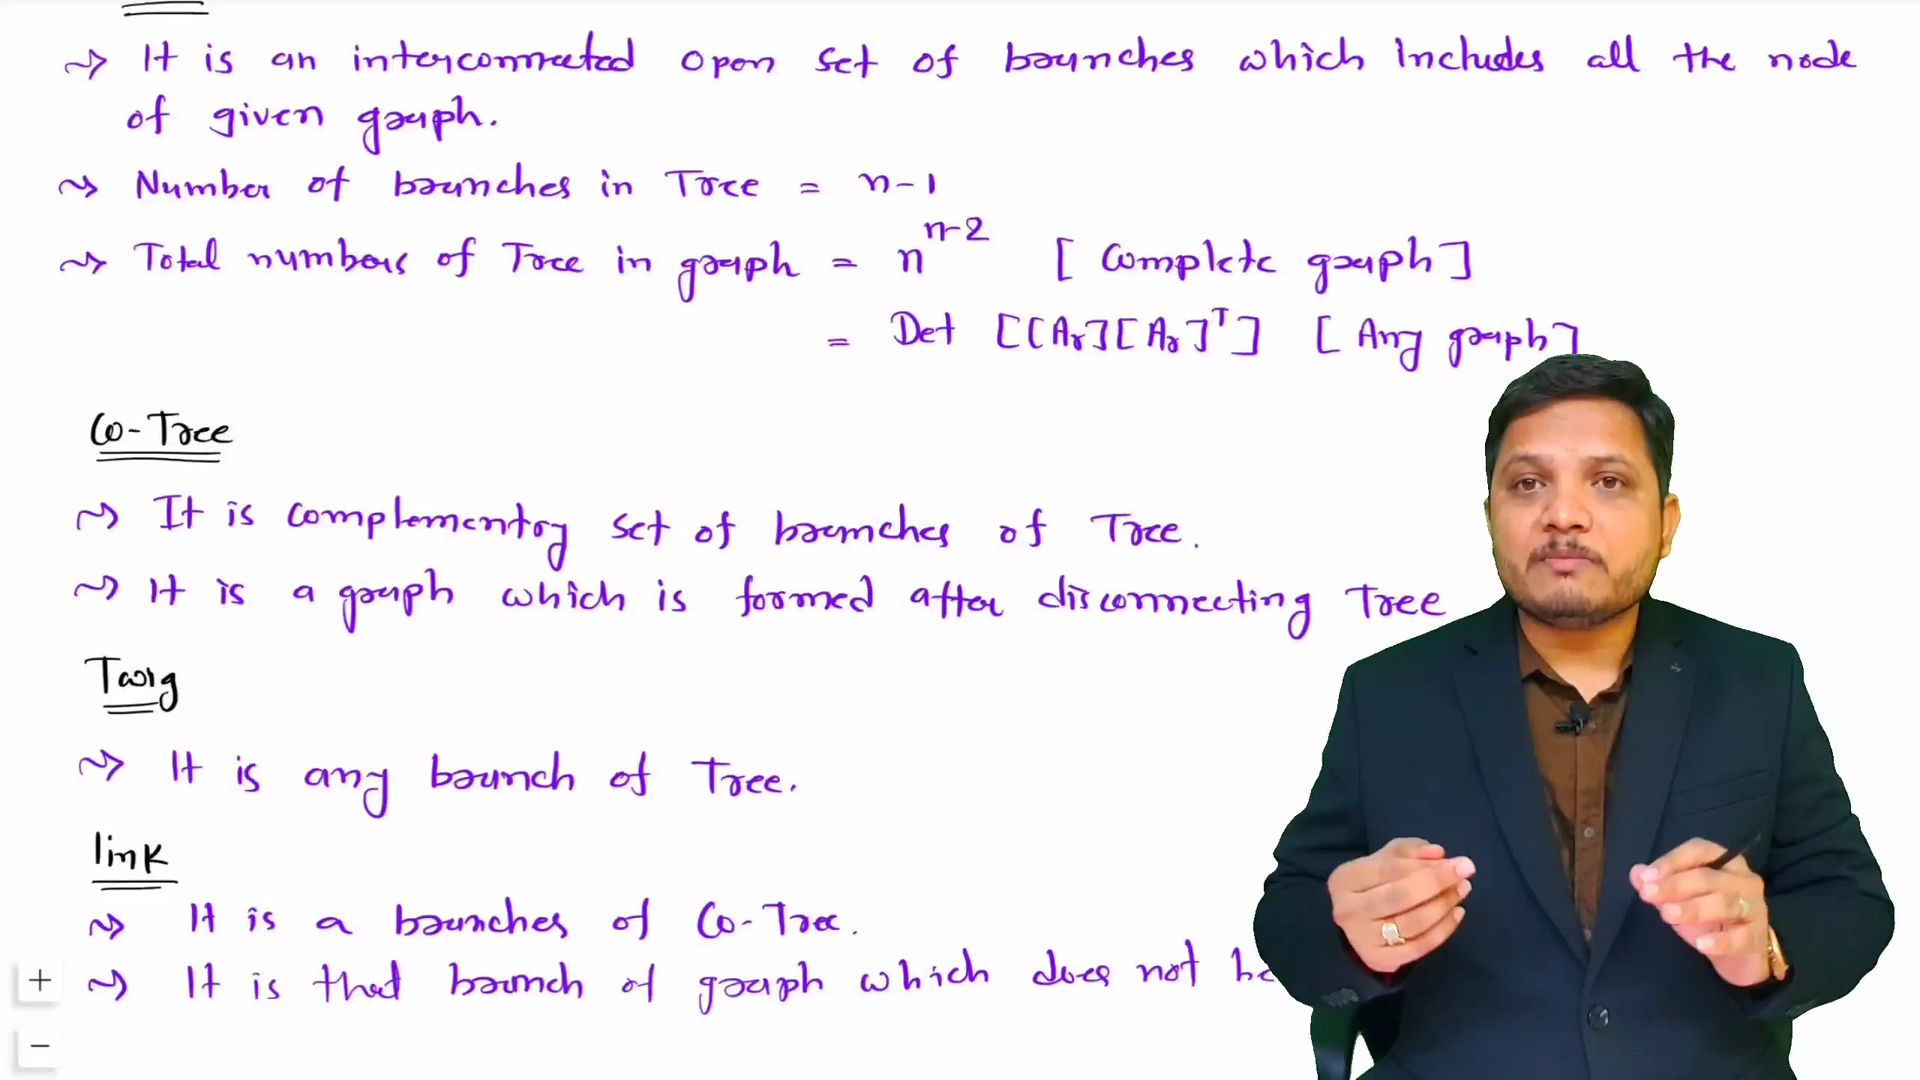 It is an interconnected open set of branches which includes all the node
of given graph.
Number of branches in Tree = n-1
Total numbers of Tree in graph = n^n-2 [Complete graph]
= Det [[Ar][Ar]^T] [Any graph]
Co-Tree
It is complementry set of branches of Tree.
It is a graph which is formed after disconnecting Tree
Twig
It is any branch of Tree.
link
It is a branches of Co-Tree.
It is that branch of graph which does not
+
-